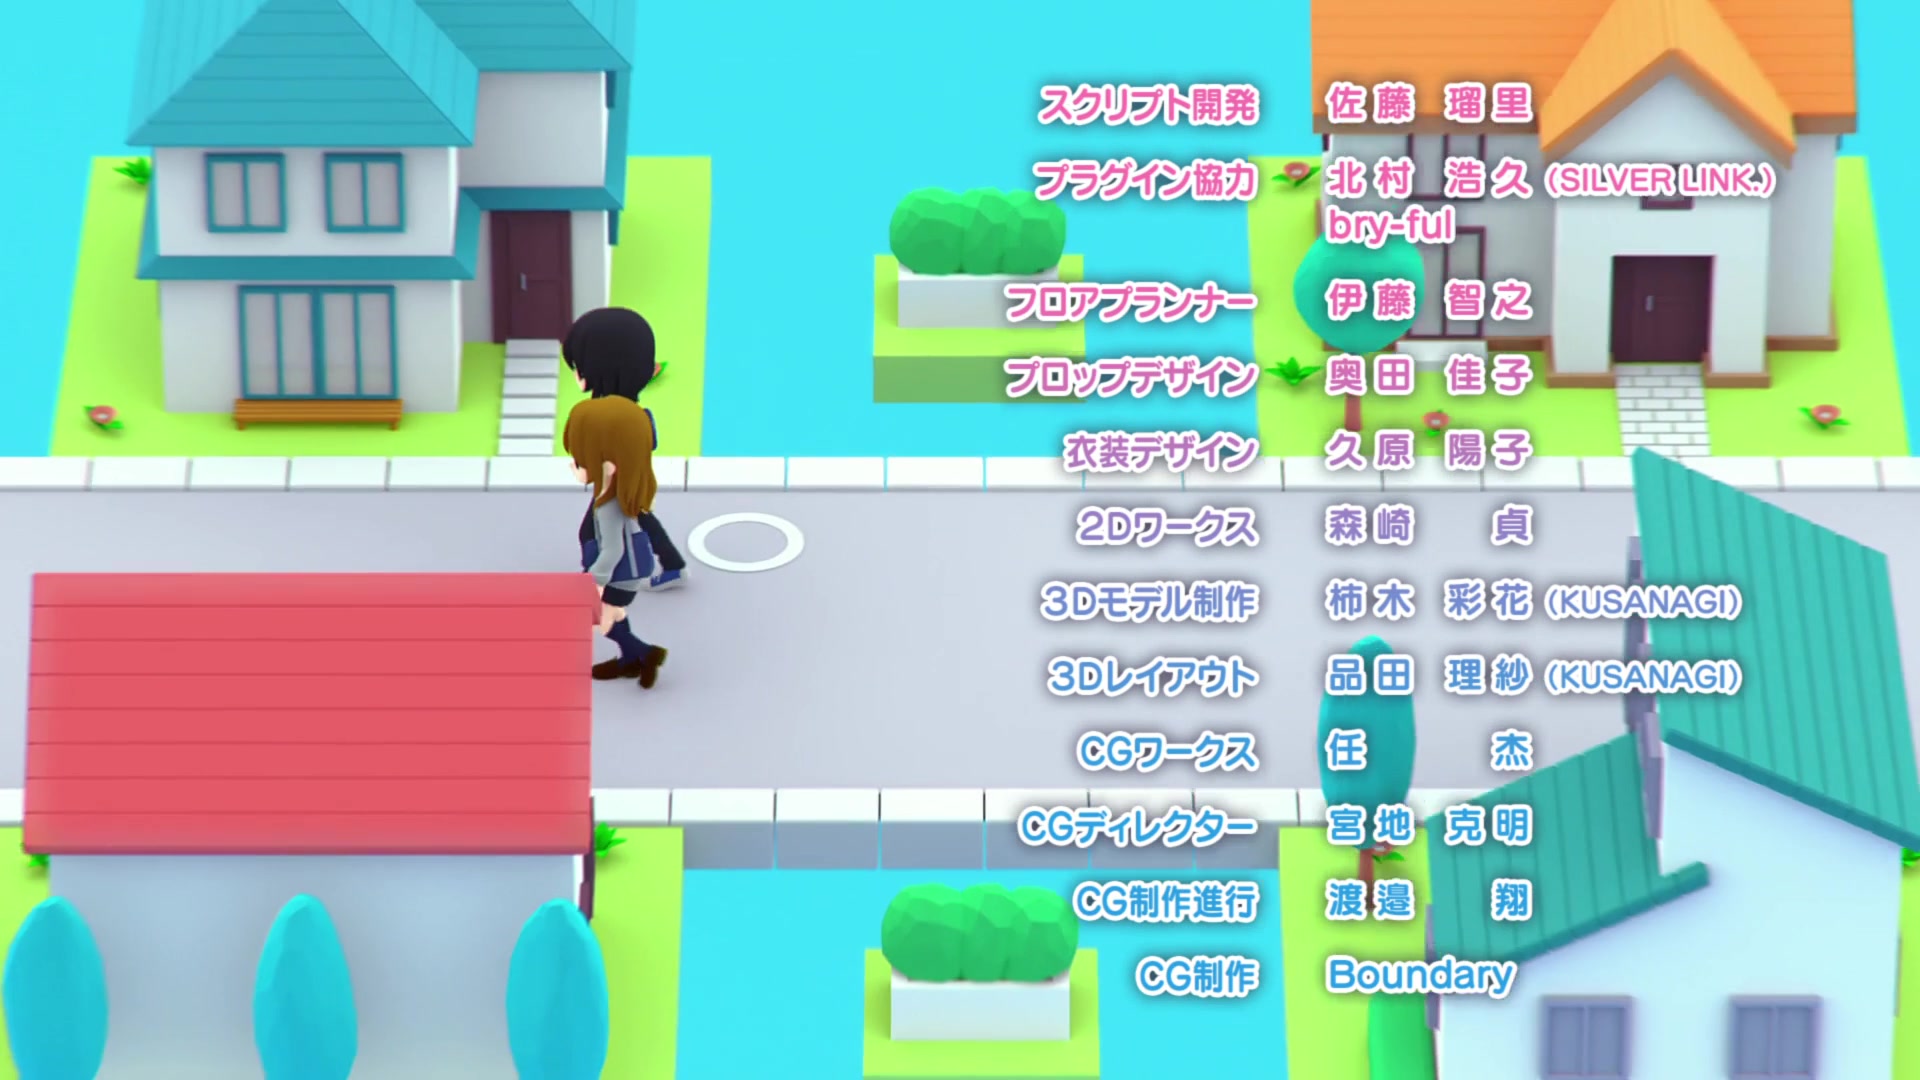 スクリプト開発 佐藤 瑠里
プラグイン協力 北村 浩久 (SILVER LINK.)
bry-ful
フロアプランナー 伊藤 智之
プロップデザイン 奥田 佳子
衣装デザイン 久原 陽子
2Dワークス 森崎 貞
3Dモデル制作 柿木 彩花 (KUSANAGI)
3Dレイアウト 品田 理紗 (KUSANAGI)
CGワークス 任 杰
CGディレクター 宮地 克明
CG制作進行 渡邉 翔
CG制作 Boundary